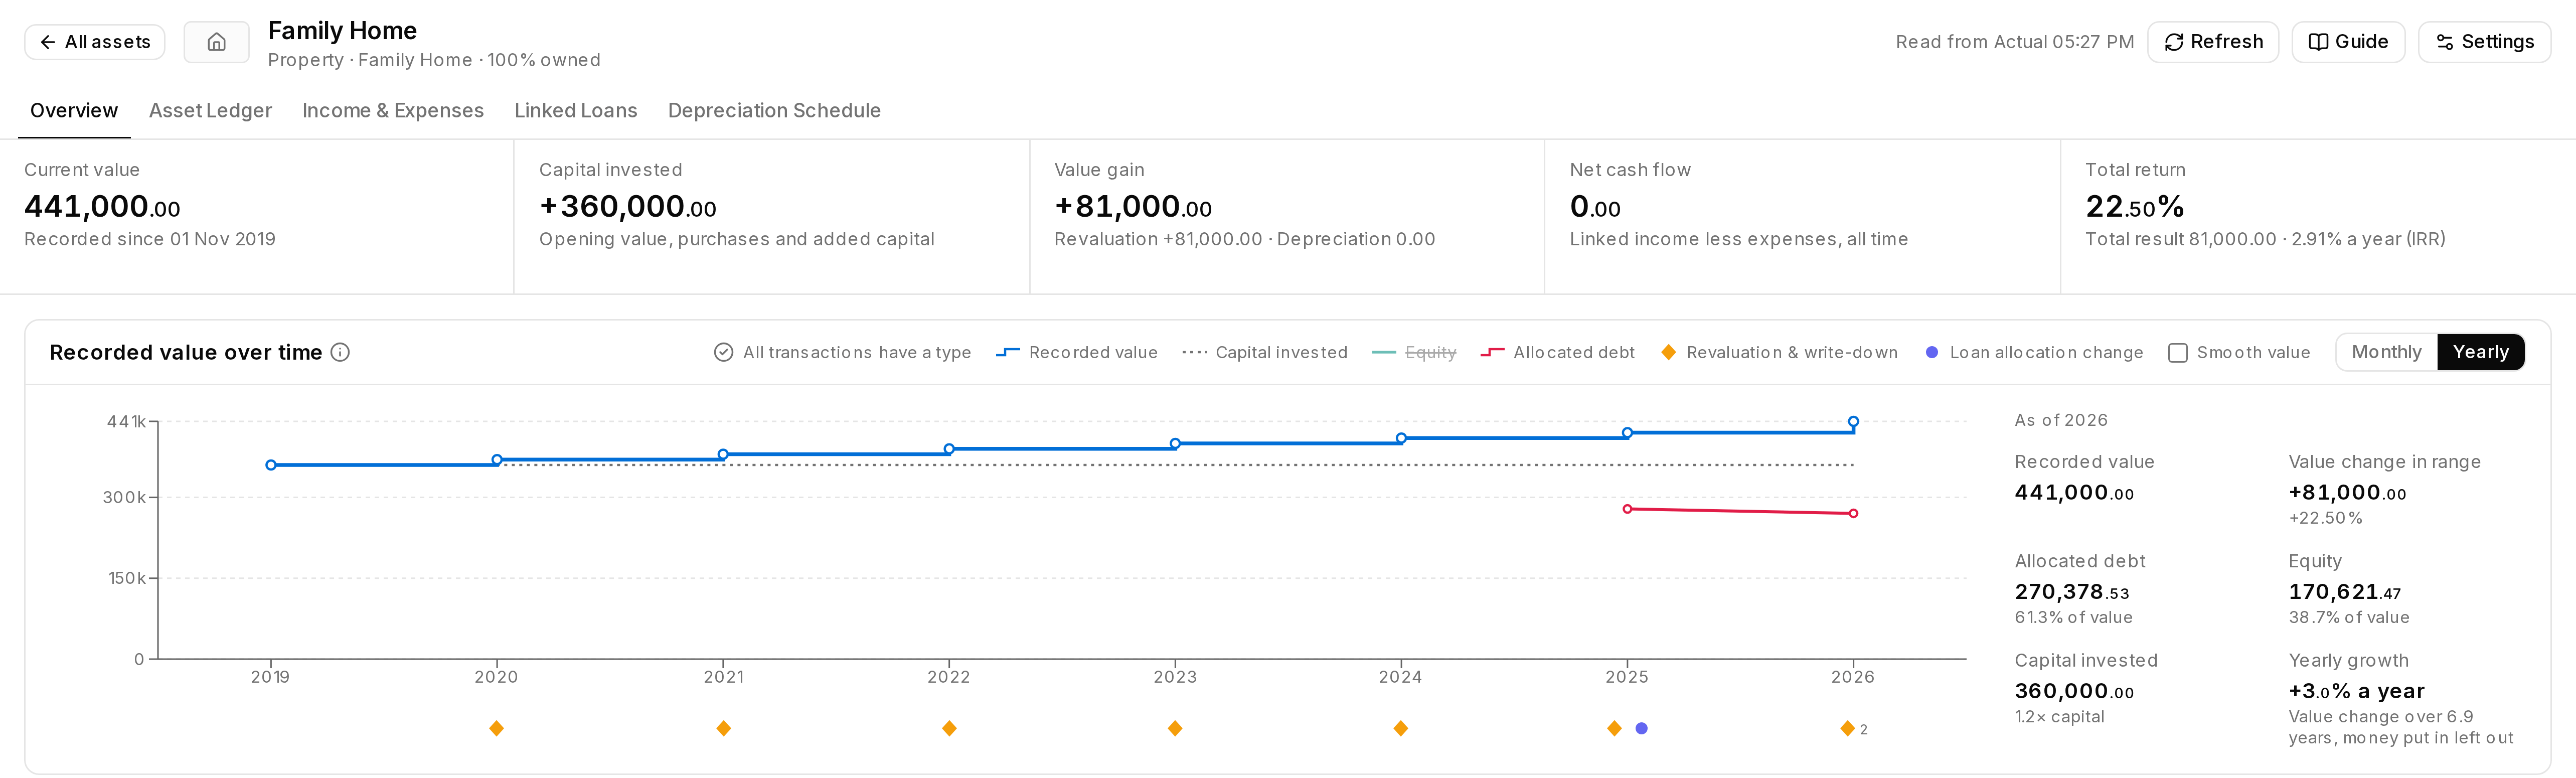 All assets
Family Home
Property · Family Home · 100% owned
Read from Actual 05:27 PM
Refresh
Guide
Settings
Overview
Asset Ledger
Income & Expenses
Linked Loans
Depreciation Schedule
Current value
441,000.00
Recorded since 01 Nov 2019
Capital invested
+360,000.00
Opening value, purchases and added capital
Value gain
+81,000.00
Revaluation +81,000.00 · Depreciation 0.00
Net cash flow
0.00
Linked income less expenses, all time
Total return
22.50%
Total result 81,000.00 · 2.91% a year (IRR)
Recorded value over time
All transactions have a type
Recorded value
Capital invested
Equity
Allocated debt
Revaluation & write-down
Loan allocation change
Smooth value
Monthly
Yearly
441k
300k
150k
0
2019
2020
2021
2022
2023
2024
2025
2026
2
As of 2026
Recorded value
441,000.00
Value change in range
+81,000.00
+22.50%
Allocated debt
270,378.53
61.3% of value
Equity
170,621.47
38.7% of value
Capital invested
360,000.00
1.2× capital
Yearly growth
+3.0% a year
Value change over 6.9
years, money put in left out